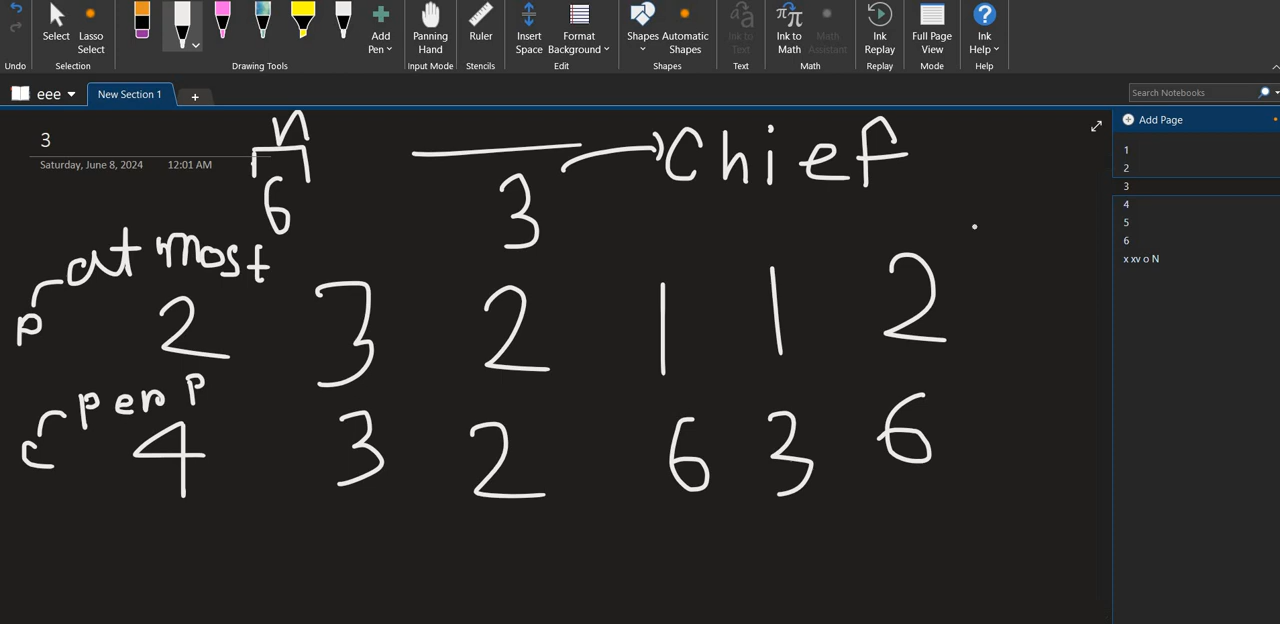 Undo
Select
Lasso Select
Selection
Drawing Tools
Add Pen
Panning Hand
Input Mode
Ruler
Stencils
Insert Space
Format Background
Edit
Shapes
Automatic Shapes
Shapes
Ink to Text
Text
Ink to Math
Math Assistant
Math
Ink Replay
Replay
Full Page View
Mode
Ink Help
Help
eee
New Section 1
+
Search Notebooks
Add Page
1
2
3
4
5
6
x xv o N
3
Saturday, June 8, 2024 12:01 AM
n
6 3 Chief
at most
P 2 3 2 1 1 2
per P
c 4 3 2 6 3 6